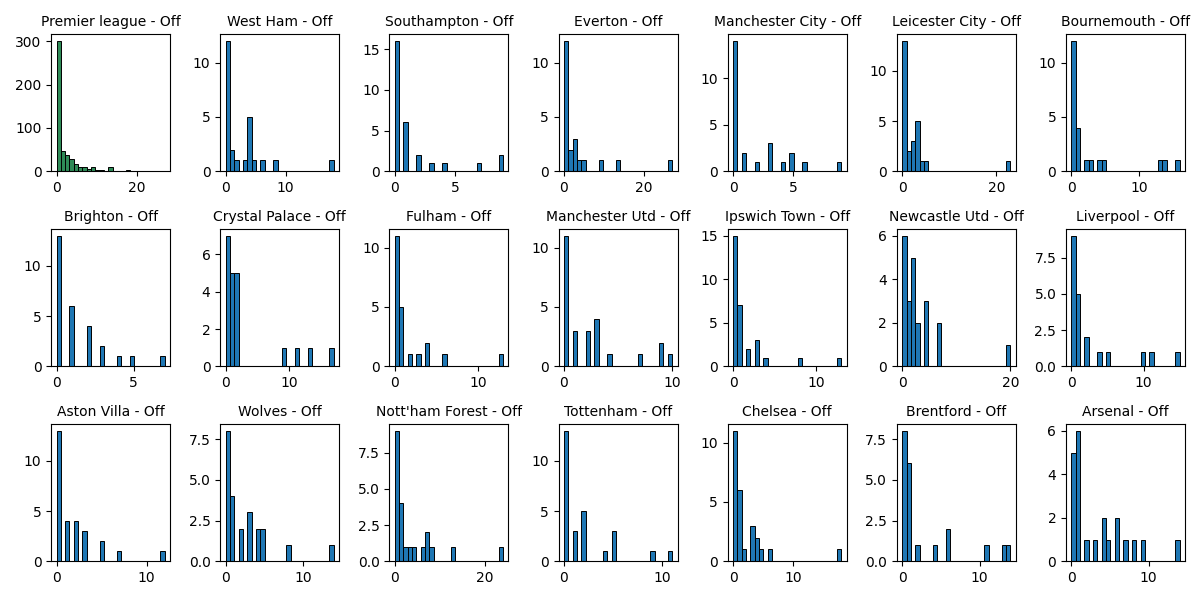 Premier league - Off West Ham - Off Southampton - Off Everton - Off Manchester City - Off Leicester City - Off Bournemouth - Off
300 10 15 10 10 10 10
200 10
100 5 5 5 5 5 5
0 0 0 0 0 0 0
0 20 0 10 0 5 0 20 0 5 0 20 0 10
Brighton - Off Crystal Palace - Off Fulham - Off Manchester Utd - Off Ipswich Town - Off Newcastle Utd - Off Liverpool - Off
10 6 10 10 15 6 7.5
4 10 4 5.0
5 2 5 5 5 2 2.5
0 0 0 0 0 0 0.0
0 5 0 10 0 10 0 10 0 10 0 20 0 10
Aston Villa - Off Wolves - Off Nott'ham Forest - Off Tottenham - Off Chelsea - Off Brentford - Off Arsenal - Off
10 7.5 7.5 10 10 7.5 6
5.0 5.0 5.0 4
5 2.5 2.5 5 5 2.5 2
0 0.0 0.0 0 0 0.0 0
0 10 0 10 0 20 0 10 0 10 0 10 0 10